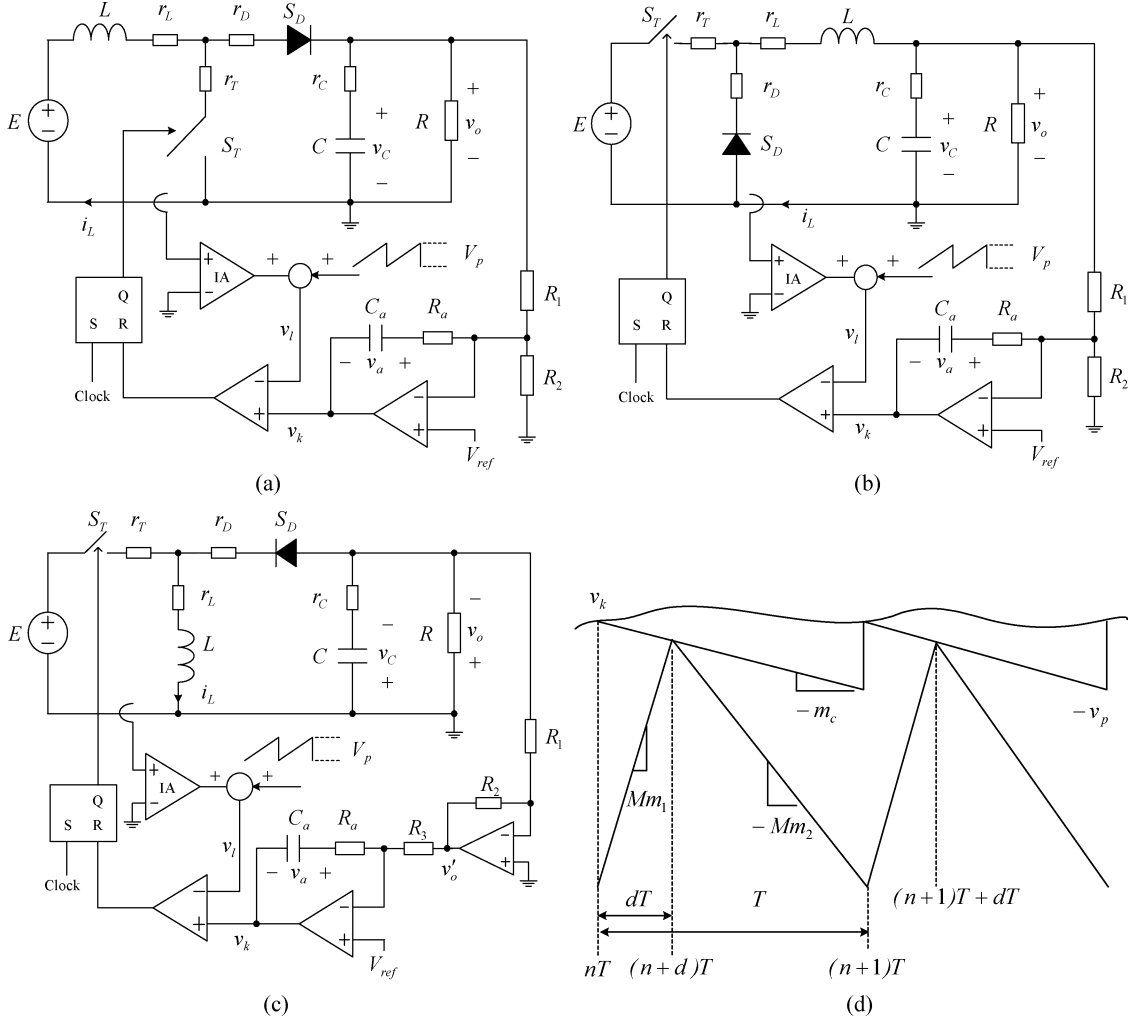 L r_L r_D S_D
r_T r_C
E S_T C + v_C − R + v_o −
i_L
+ − IA + + V_p
Q
S R
v_l
C_a R_a
− v_a +
R_1
R_2
Clock
− +
v_k
− +
V_ref
(a)
S_T r_T r_L L
r_D r_C
E + − S_D C + v_C − R + v_o −
i_L
+ − IA + + V_p
Q
S R
v_l
C_a R_a
− v_a +
R_1
R_2
Clock
− +
v_k
− +
V_ref
(b)
S_T r_T r_D S_D
r_L r_C
E + − L C − v_C + R − v_o +
i_L
+ − IA + + V_p
R_1
Q
S R
v_l
C_a R_a R_3 R_2
− v_a + v′_o
− +
Clock
− +
v_k
− +
V_ref
(c)
v_k
−m_c −v_p
Mm_1 −Mm_2
dT T (n+1)T+dT
nT (n+d)T (n+1)T
(d)